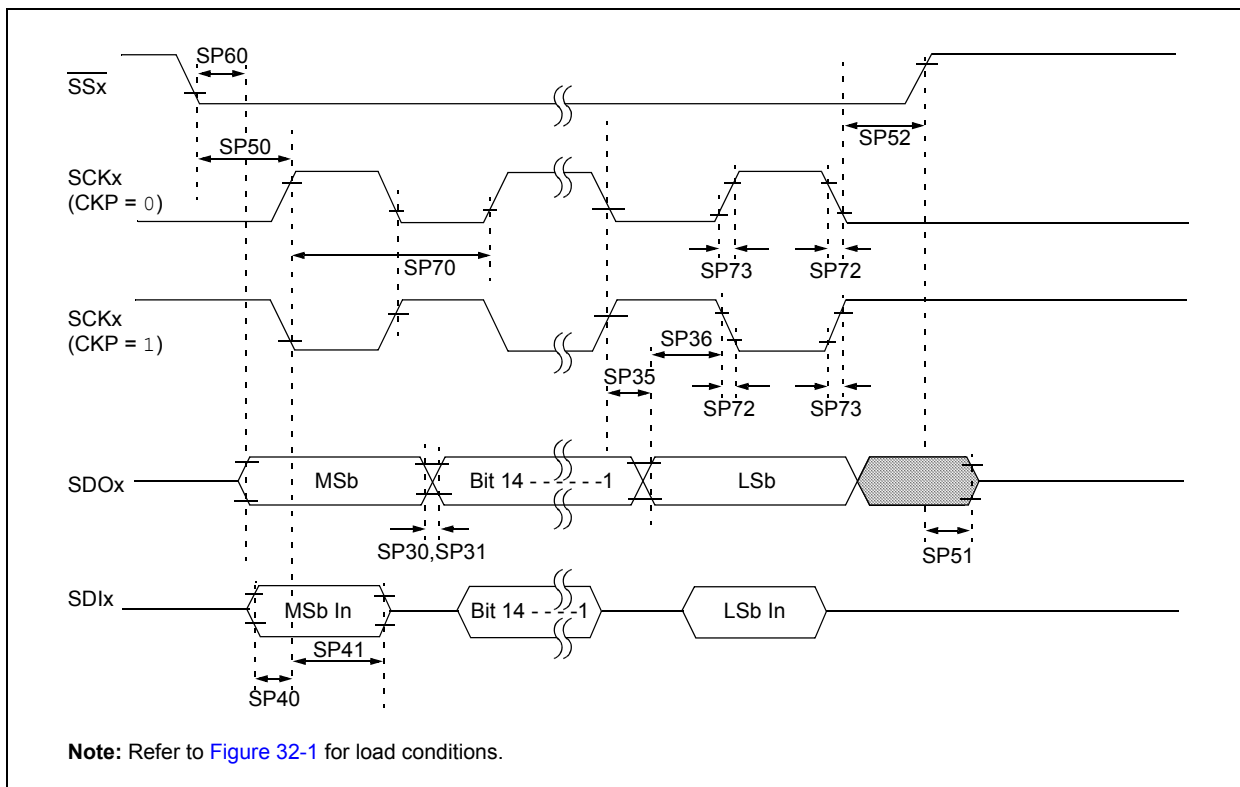 SP60
SSx
SP50
SP52
SCKx
(CKP = 0)
SP70
SP73
SP72
SCKx
(CKP = 1)
SP36
SP35
SP72
SP73
SDOx
MSb
Bit 14 - - - - - -1
LSb
SP30,SP31
SP51
SDIx
MSb In
Bit 14 - - - -1
LSb In
SP41
SP40
Note: Refer to Figure 32-1 for load conditions.